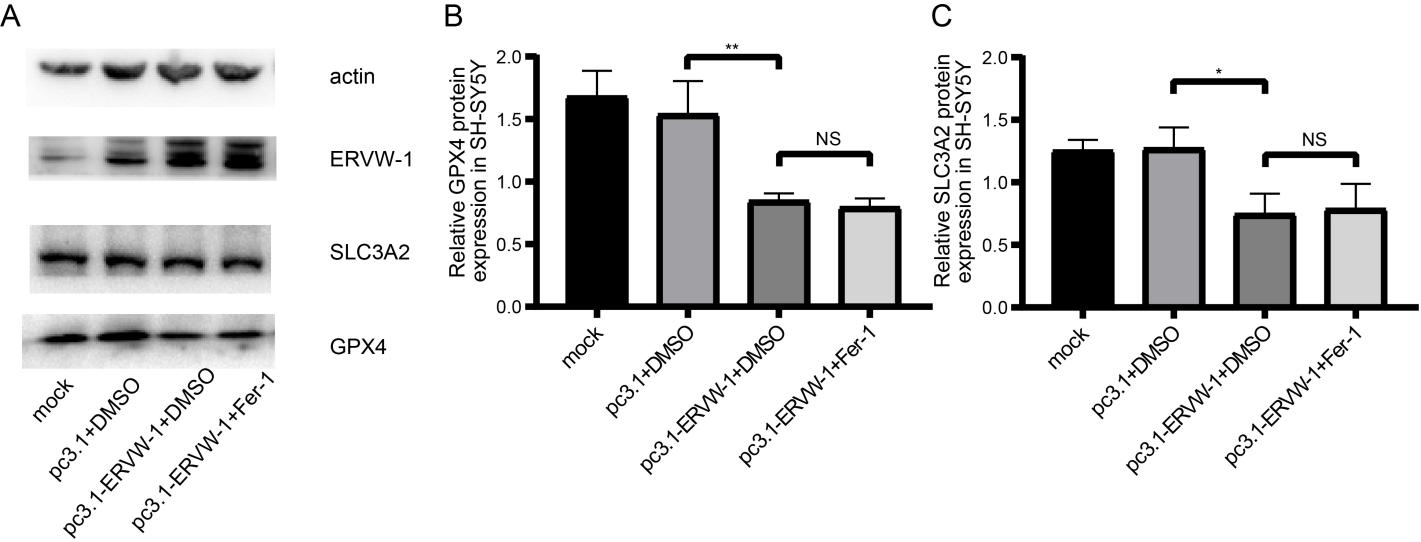 A
actin
ERVW-1
SLC3A2
GPX4
mock
pc3.1+DMSO
pc3.1-ERVW-1+DMSO
pc3.1-ERVW-1+Fer-1
B
Relative GPX4 protein
expression in SH-SY5Y
2.0
1.5
1.0
0.5
0.0
**
NS
mock
pc3.1+DMSO
pc3.1-ERVW-1+DMSO
pc3.1-ERVW-1+Fer-1
C
Relative SLC3A2 protein
expression in SH-SY5Y
2.0
1.5
1.0
0.5
0.0
*
NS
mock
pc3.1+DMSO
pc3.1-ERVW-1+DMSO
pc3.1-ERVW-1+Fer-1